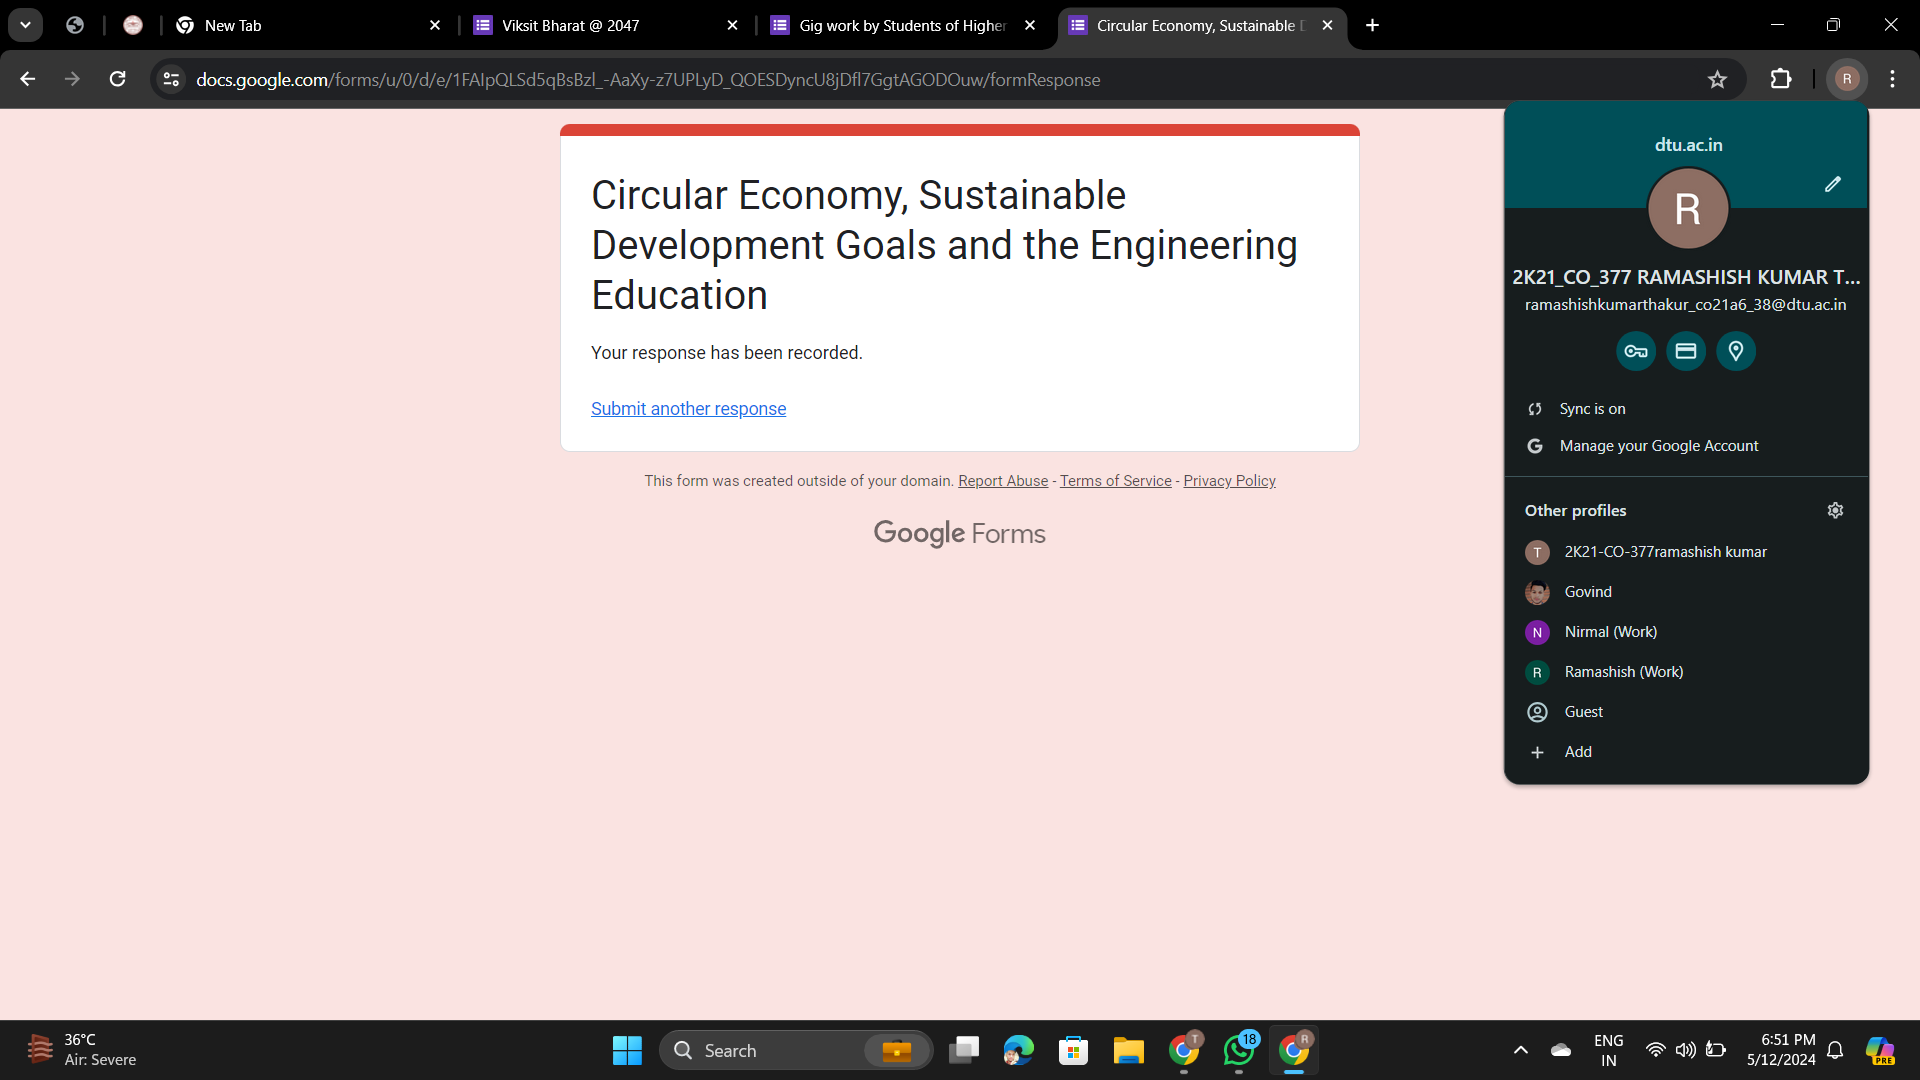 New Tab
Viksit Bharat @ 2047
Gig work by Students of Higher
Circular Economy, Sustainable D
docs.google.com/forms/u/0/d/e/1FAIpQLSd5qBsBzl_-AaXy-z7UPLyD_QOESDyncU8jDfl7GgtAGODOuw/formResponse
R
Circular Economy, Sustainable
Development Goals and the Engineering
Education
Your response has been recorded.
Submit another response
This form was created outside of your domain. Report Abuse - Terms of Service - Privacy Policy
Google Forms
dtu.ac.in
R
2K21_CO_377 RAMASHISH KUMAR T...
ramashishkumarthakur_co21a6_38@dtu.ac.in
Sync is on
G Manage your Google Account
Other profiles
T 2K21-CO-377ramashish kumar
Govind
N Nirmal (Work)
R Ramashish (Work)
Guest
Add
36°C
Air: Severe
Search
T
18
R
ENG
IN
6:51 PM
5/12/2024
PRE